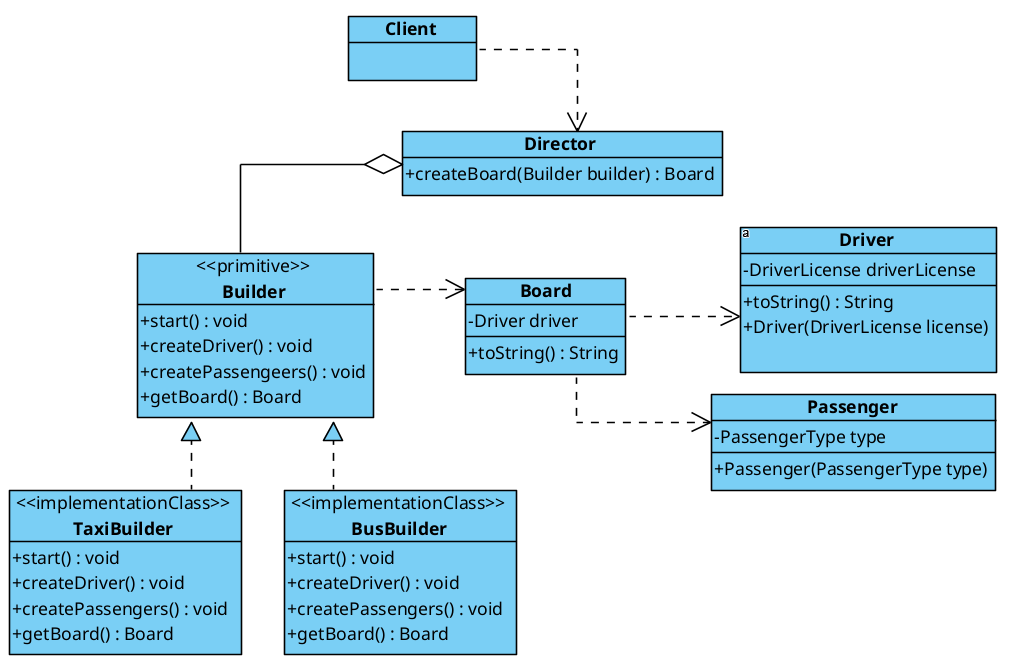 Client
Director
+createBoard(Builder builder) : Board
<<primitive>>
Builder
+start() : void
+createDriver() : void
+createPassengeers() : void
+getBoard() : Board
Board
-Driver driver
+toString() : String
a
Driver
-DriverLicense driverLicense
+toString() : String
+Driver(DriverLicense license)
Passenger
-PassengerType type
+Passenger(PassengerType type)
<<implementationClass>>
TaxiBuilder
+start() : void
+createDriver() : void
+createPassengers() : void
+getBoard() : Board
<<implementationClass>>
BusBuilder
+start() : void
+createDriver() : void
+createPassengers() : void
+getBoard() : Board